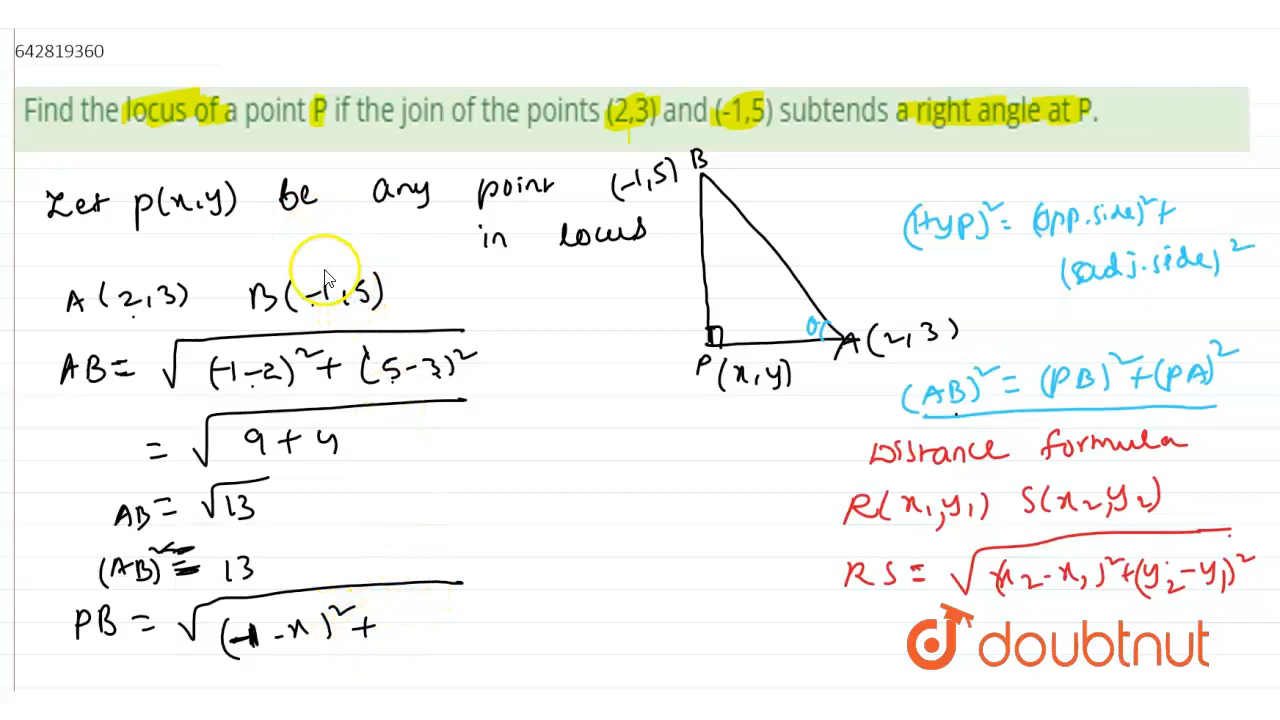 642819360
Find the locus of a point P if the join of the points (2,3) and (-1,5) subtends a right angle at P.
Let P(x,y) be any point
in locus
A(2,3) B(-1,5)
AB = √(-1-2)²+(5-3)²
= √9+4
AB = √13
(AB)² = 13
PB = √(-1-x)²+
(-1,5) B
θ
P(x,y)
A(2,3)
(Hyp)² = (opp.side)²+
(adj.side)²
(AB)² = (PB)²+(PA)²
Distance formula
R(x₁,y₁) S(x₂,y₂)
RS = √(x₂-x₁)²+(y₂-y₁)²
doubtnut